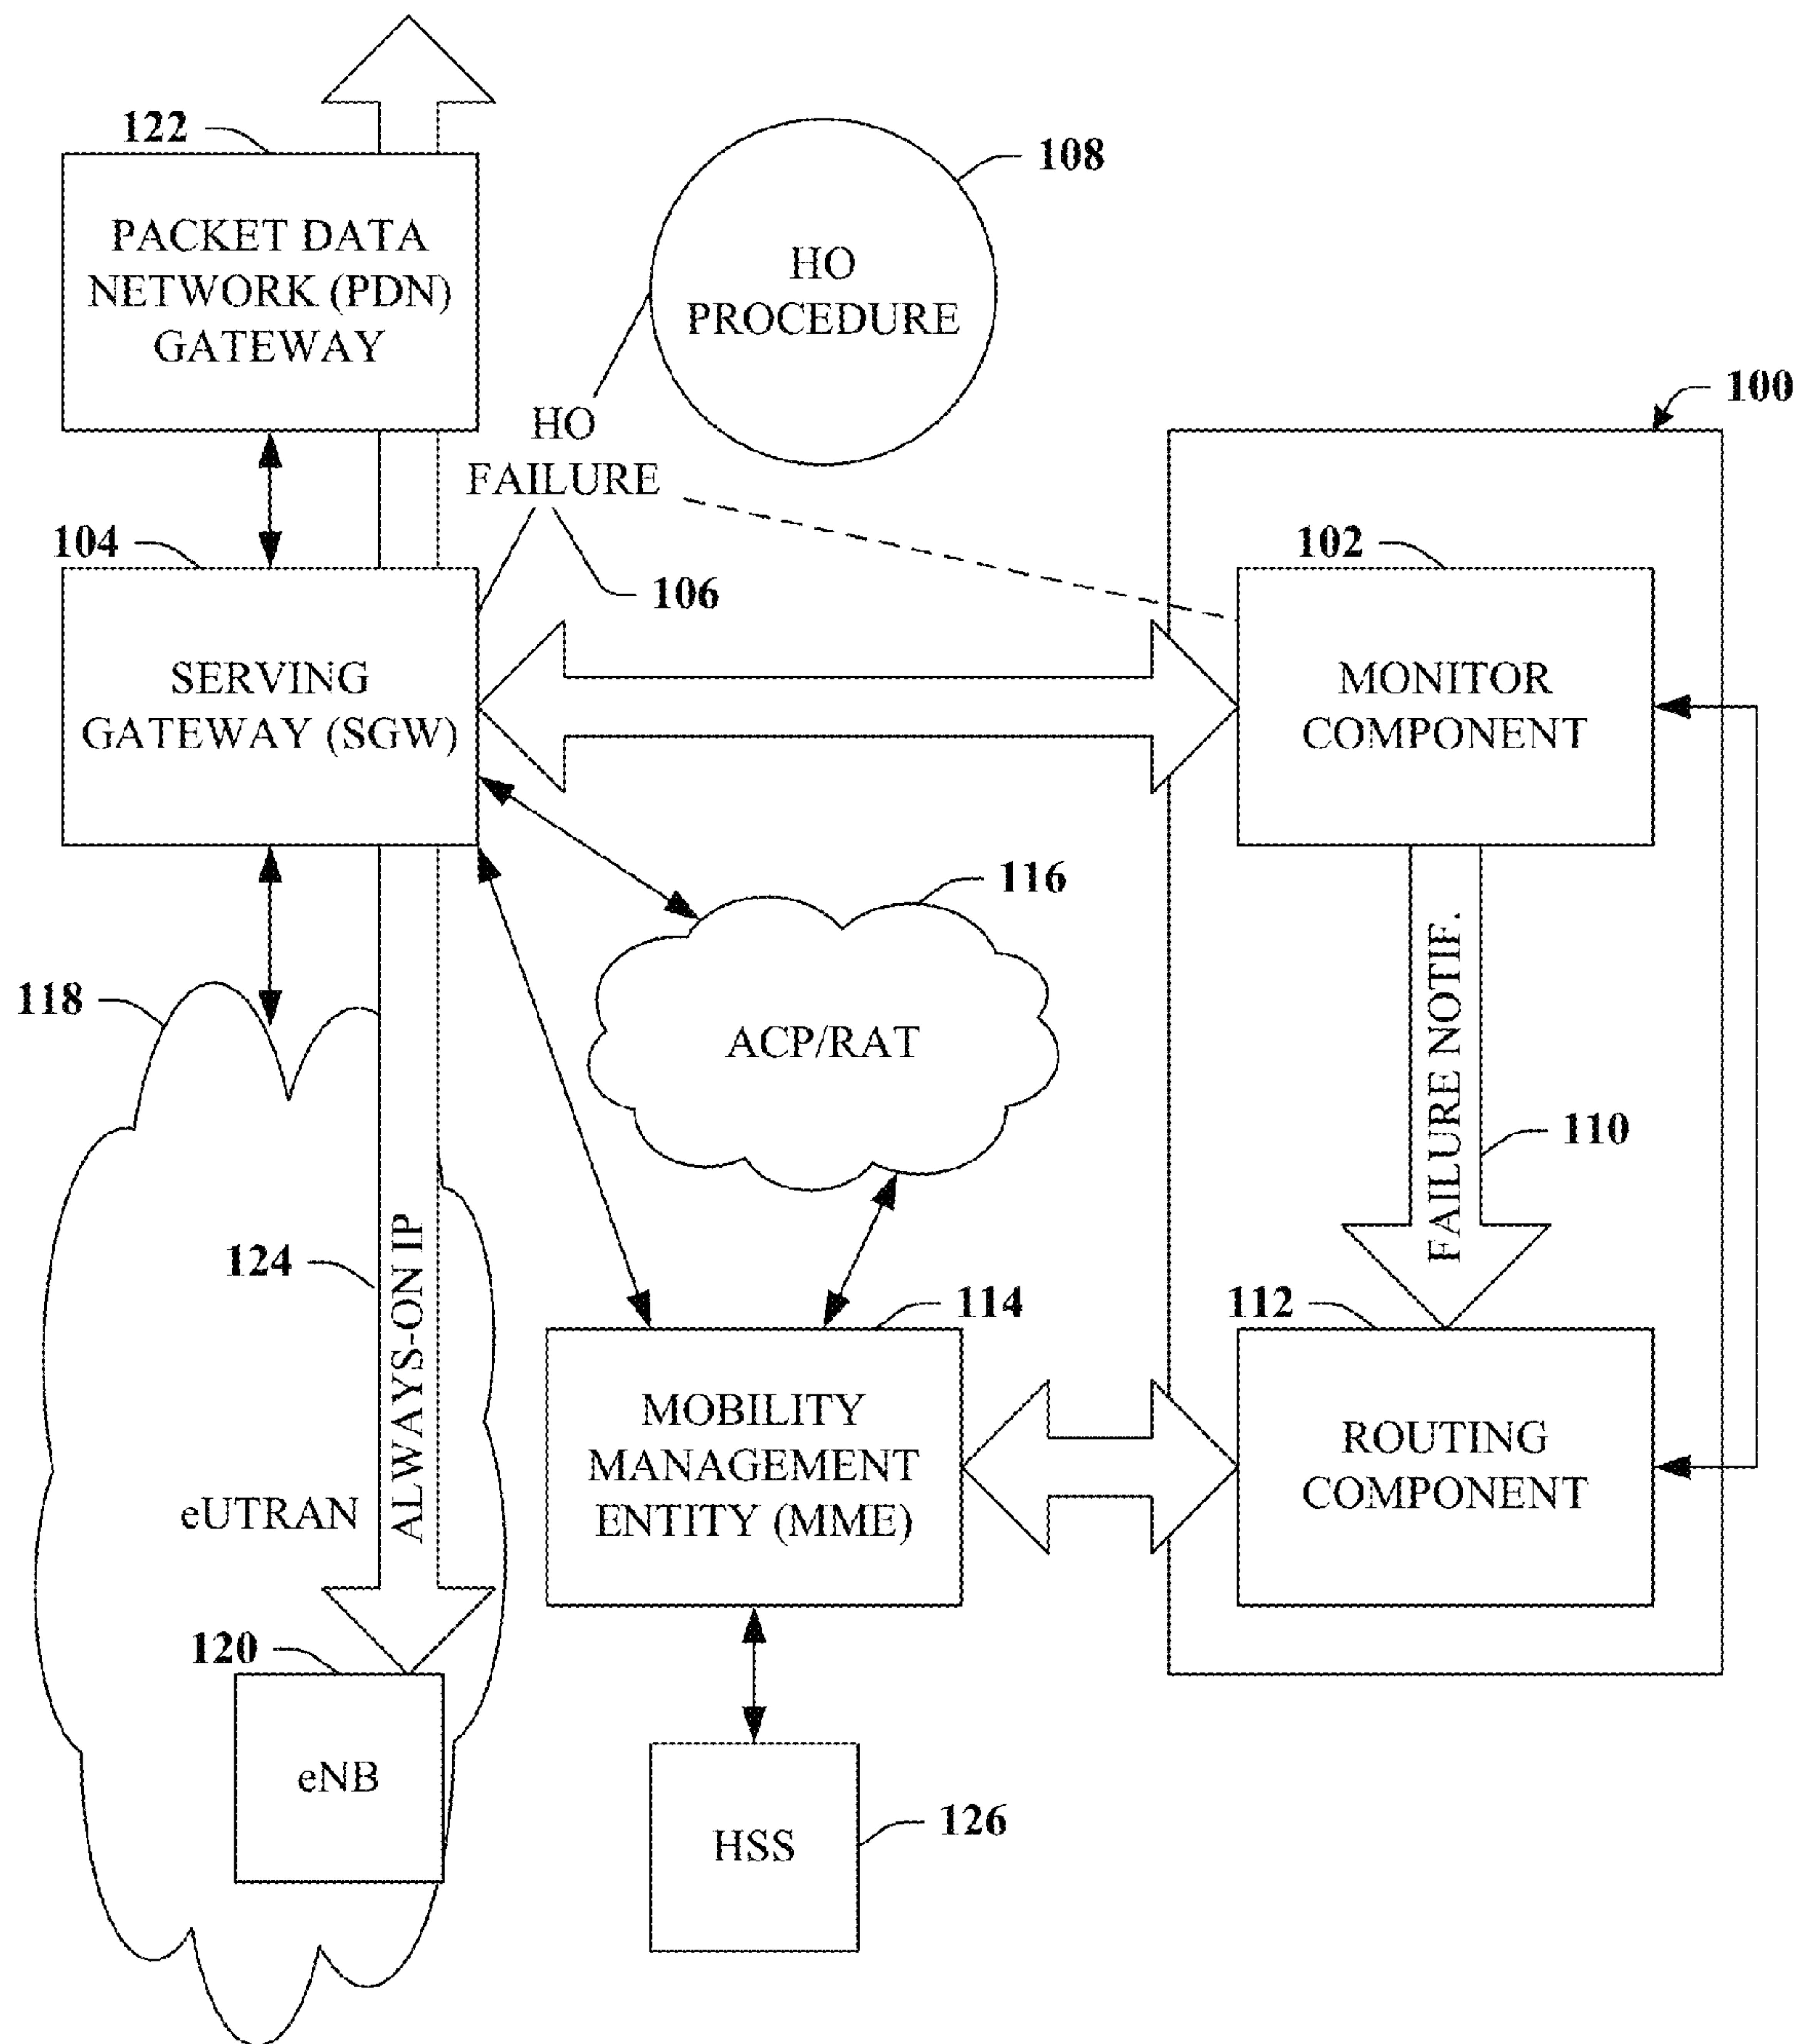 122
PACKET DATA
NETWORK (PDN)
GATEWAY
HO
PROCEDURE
108
HO
FAILURE
100
104
106
102
SERVING
GATEWAY (SGW)
MONITOR
COMPONENT
116
118
ACP/RAT
FAILURE NOTIF.
110
124
ALWAYS-ON IP
114
112
MOBILITY
MANAGEMENT
ENTITY (MME)
ROUTING
COMPONENT
eUTRAN
120
eNB
HSS
126